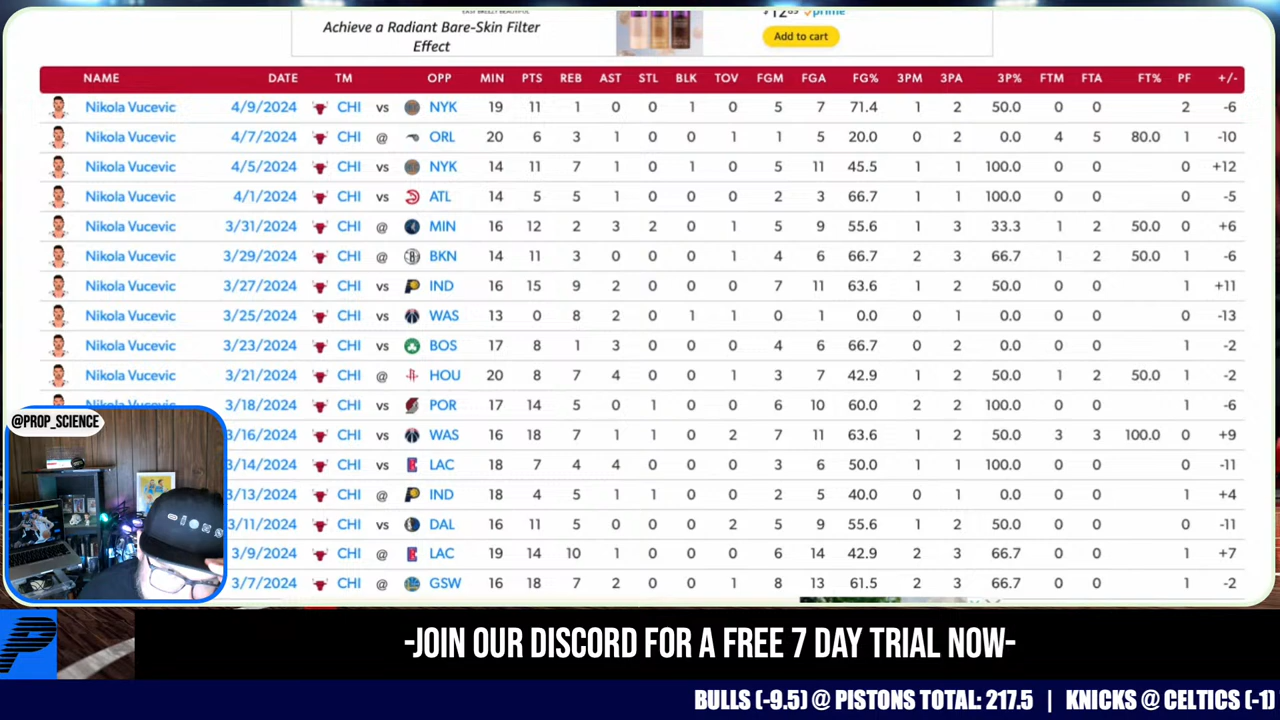 Achieve a Radiant Bare-Skin Filter
Effect
Add to cart
NAME DATE TM OPP MIN PTS REB AST STL BLK TOV FGM FGA FG% 3PM 3PA 3P% FTM FTA FT% PF +/-
Nikola Vucevic 4/9/2024 CHI vs NYK 19 11 1 0 0 1 0 5 7 71.4 1 2 50.0 0 0 2 -6
Nikola Vucevic 4/7/2024 CHI @ ORL 20 6 3 1 0 0 1 1 5 20.0 0 2 0.0 4 5 80.0 1 -10
Nikola Vucevic 4/5/2024 CHI vs NYK 14 11 7 1 0 1 0 5 11 45.5 1 1 100.0 0 0 0 +12
Nikola Vucevic 4/1/2024 CHI vs ATL 14 5 5 1 0 0 0 2 3 66.7 1 1 100.0 0 0 0 -5
Nikola Vucevic 3/31/2024 CHI @ MIN 16 12 2 3 2 0 1 5 9 55.6 1 3 33.3 1 2 50.0 0 +6
Nikola Vucevic 3/29/2024 CHI @ BKN 14 11 3 0 0 0 1 4 6 66.7 2 3 66.7 1 2 50.0 1 -6
Nikola Vucevic 3/27/2024 CHI vs IND 16 15 9 2 0 0 0 7 11 63.6 1 2 50.0 0 0 1 +11
Nikola Vucevic 3/25/2024 CHI vs WAS 13 0 8 2 0 1 1 0 1 0.0 0 1 0.0 0 0 0 -13
Nikola Vucevic 3/23/2024 CHI vs BOS 17 8 1 3 0 0 0 4 6 66.7 0 2 0.0 0 0 1 -2
Nikola Vucevic 3/21/2024 CHI @ HOU 20 8 7 4 0 0 1 3 7 42.9 1 2 50.0 1 2 50.0 1 -2
Nikola Vucevic 3/18/2024 CHI vs POR 17 14 5 0 1 0 0 6 10 60.0 2 2 100.0 0 0 1 -6
@PROP_SCIENCE
3/16/2024 CHI vs WAS 16 18 7 1 1 0 2 7 11 63.6 1 2 50.0 3 3 100.0 0 +9
3/14/2024 CHI vs LAC 18 7 4 4 0 0 0 3 6 50.0 1 1 100.0 0 0 0 -11
3/13/2024 CHI @ IND 18 4 5 1 1 0 0 2 5 40.0 0 1 0.0 0 0 1 +4
3/11/2024 CHI vs DAL 16 11 5 0 0 0 2 5 9 55.6 1 2 50.0 0 0 0 -11
3/9/2024 CHI @ LAC 19 14 10 1 0 0 0 6 14 42.9 2 3 66.7 0 0 1 +7
3/7/2024 CHI @ GSW 16 18 7 2 0 0 1 8 13 61.5 2 3 66.7 0 0 1 -2
-JOIN OUR DISCORD FOR A FREE 7 DAY TRIAL NOW-
BULLS (-9.5) @ PISTONS TOTAL: 217.5 | KNICKS @ CELTICS (-1)